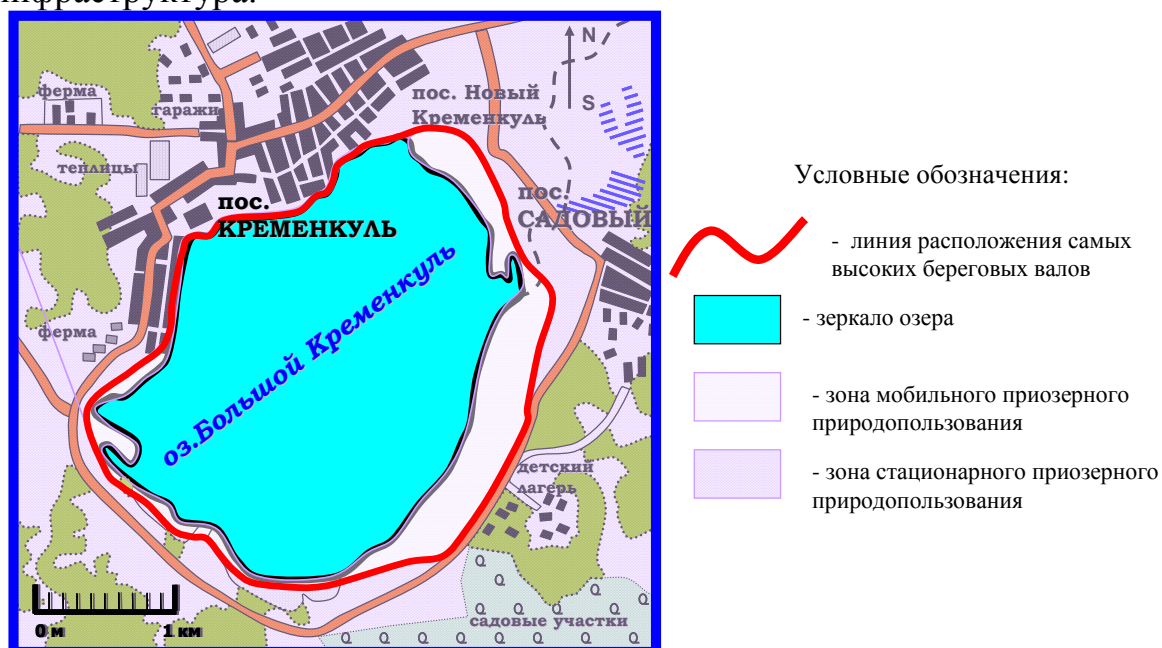 инфраструктура.
N
S
ферма
гаражи
пос. Новый
Кременкуль
теплицы
пос.
КРЕМЕНКУЛЬ
пос.
САДОВЫЙ
оз.Большой Кременкуль
ферма
детский
лагерь
садовые участки
0 м 1 км
Условные обозначения:
- линия расположения самых
высоких береговых валов
- зеркало озера
- зона мобильного приозерного
природопользования
- зона стационарного приозерного
природопользования